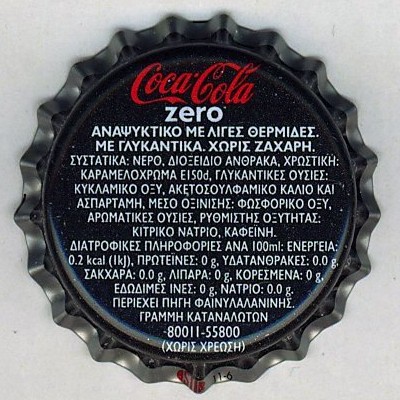 Coca-Cola
zero
ΑΝΑΨΥΚΤΙΚΟ ΜΕ ΛΙΓΕΣ ΘΕΡΜΙΔΕΣ.
ΜΕ ΓΛΥΚΑΝΤΙΚΑ. ΧΩΡΙΣ ΖΑΧΑΡΗ.
ΣΥΣΤΑΤΙΚΑ: ΝΕΡΟ, ΔΙΟΞΕΙΔΙΟ ΑΝΘΡΑΚΑ, ΧΡΩΣΤΙΚΗ:
ΚΑΡΑΜΕΛΟΧΡΩΜΑ E150d, ΓΛΥΚΑΝΤΙΚΕΣ ΟΥΣΙΕΣ:
ΚΥΚΛΑΜΙΚΟ ΟΞΥ, ΑΚΕΤΟΣΟΥΛΦΑΜΙΚΟ ΚΑΛΙΟ ΚΑΙ
ΑΣΠΑΡΤΑΜΗ, ΜΕΣΟ ΟΞΙΝΙΣΗΣ: ΦΩΣΦΟΡΙΚΟ ΟΞΥ,
ΑΡΩΜΑΤΙΚΕΣ ΟΥΣΙΕΣ, ΡΥΘΜΙΣΤΗΣ ΟΞΥΤΗΤΑΣ:
ΚΙΤΡΙΚΟ ΝΑΤΡΙΟ, ΚΑΦΕΪΝΗ.
ΔΙΑΤΡΟΦΙΚΕΣ ΠΛΗΡΟΦΟΡΙΕΣ ΑΝΑ 100ml: ΕΝΕΡΓΕΙΑ:
0.2 kcal (1kJ), ΠΡΩΤΕΪΝΕΣ: 0 g, ΥΔΑΤΑΝΘΡΑΚΕΣ: 0.0 g,
ΣΑΚΧΑΡΑ: 0.0 g, ΛΙΠΑΡΑ: 0 g, ΚΟΡΕΣΜΕΝΑ: 0 g,
ΕΔΩΔΙΜΕΣ ΙΝΕΣ: 0 g, ΝΑΤΡΙΟ: 0.0 g.
ΠΕΡΙΕΧΕΙ ΠΗΓΗ ΦΑΙΝΥΛΑΛΑΝΙΝΗΣ.
ΓΡΑΜΜΗ ΚΑΤΑΝΑΛΩΤΩΝ
-80011-55800
(ΧΩΡΙΣ ΧΡΕΩΣΗ)
11-6